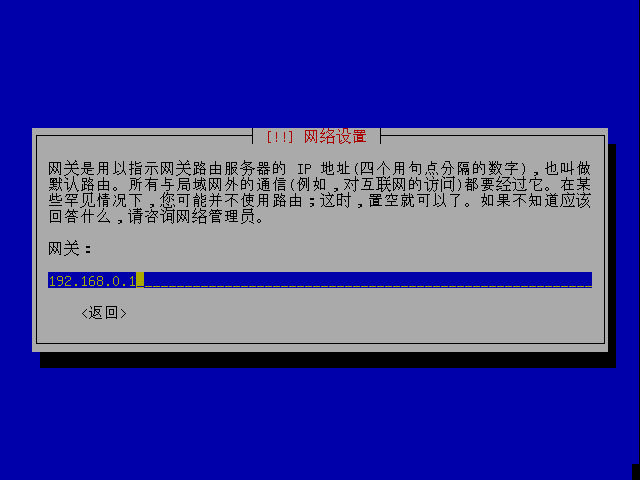 [!!] 网络设置
网关是用以指示网关路由服务器的 IP 地址(四个用句点分隔的数字)，也叫做
默认路由。所有与局域网外的通信(例如，对互联网的访问)都要经过它。在某
些罕见情况下，您可能并不使用路由；这时，置空就可以了。如果不知道应该
回答什么，请咨询网络管理员。
网关：
192.168.0.1
<返回>